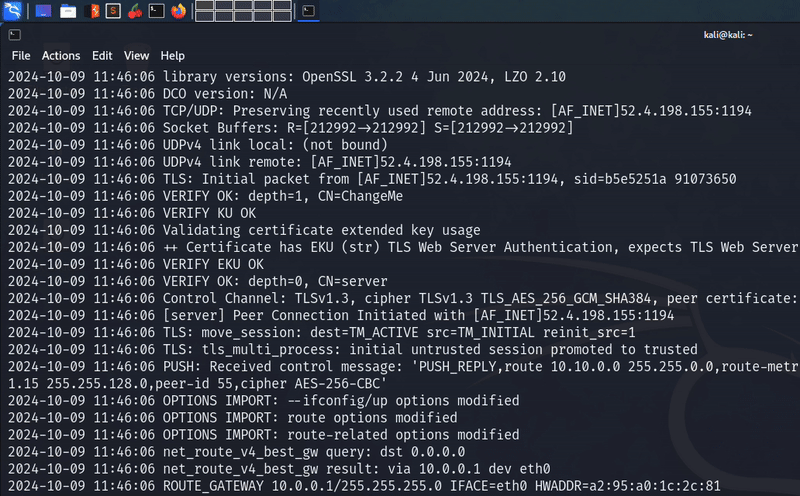 kali@kali: ~
File Actions Edit View Help
2024-10-09 11:46:06 library versions: OpenSSL 3.2.2 4 Jun 2024, LZO 2.10
2024-10-09 11:46:06 DCO version: N/A
2024-10-09 11:46:06 TCP/UDP: Preserving recently used remote address: [AF_INET]52.4.198.155:1194
2024-10-09 11:46:06 Socket Buffers: R=[212992→212992] S=[212992→212992]
2024-10-09 11:46:06 UDPv4 link local: (not bound)
2024-10-09 11:46:06 UDPv4 link remote: [AF_INET]52.4.198.155:1194
2024-10-09 11:46:06 TLS: Initial packet from [AF_INET]52.4.198.155:1194, sid=b5e5251a 91073650
2024-10-09 11:46:06 VERIFY OK: depth=1, CN=ChangeMe
2024-10-09 11:46:06 VERIFY KU OK
2024-10-09 11:46:06 Validating certificate extended key usage
2024-10-09 11:46:06 ++ Certificate has EKU (str) TLS Web Server Authentication, expects TLS Web Server
2024-10-09 11:46:06 VERIFY EKU OK
2024-10-09 11:46:06 VERIFY OK: depth=0, CN=server
2024-10-09 11:46:06 Control Channel: TLSv1.3, cipher TLSv1.3 TLS_AES_256_GCM_SHA384, peer certificate:
2024-10-09 11:46:06 [server] Peer Connection Initiated with [AF_INET]52.4.198.155:1194
2024-10-09 11:46:06 TLS: move_session: dest=TM_ACTIVE src=TM_INITIAL reinit_src=1
2024-10-09 11:46:06 TLS: tls_multi_process: initial untrusted session promoted to trusted
2024-10-09 11:46:06 PUSH: Received control message: 'PUSH_REPLY,route 10.10.0.0 255.255.0.0,route-metr
1.15 255.255.128.0,peer-id 55,cipher AES-256-CBC'
2024-10-09 11:46:06 OPTIONS IMPORT: --ifconfig/up options modified
2024-10-09 11:46:06 OPTIONS IMPORT: route options modified
2024-10-09 11:46:06 OPTIONS IMPORT: route-related options modified
2024-10-09 11:46:06 net_route_v4_best_gw query: dst 0.0.0.0
2024-10-09 11:46:06 net_route_v4_best_gw result: via 10.0.0.1 dev eth0
2024-10-09 11:46:06 ROUTE_GATEWAY 10.0.0.1/255.255.255.0 IFACE=eth0 HWADDR=a2:95:a0:1c:2c:81